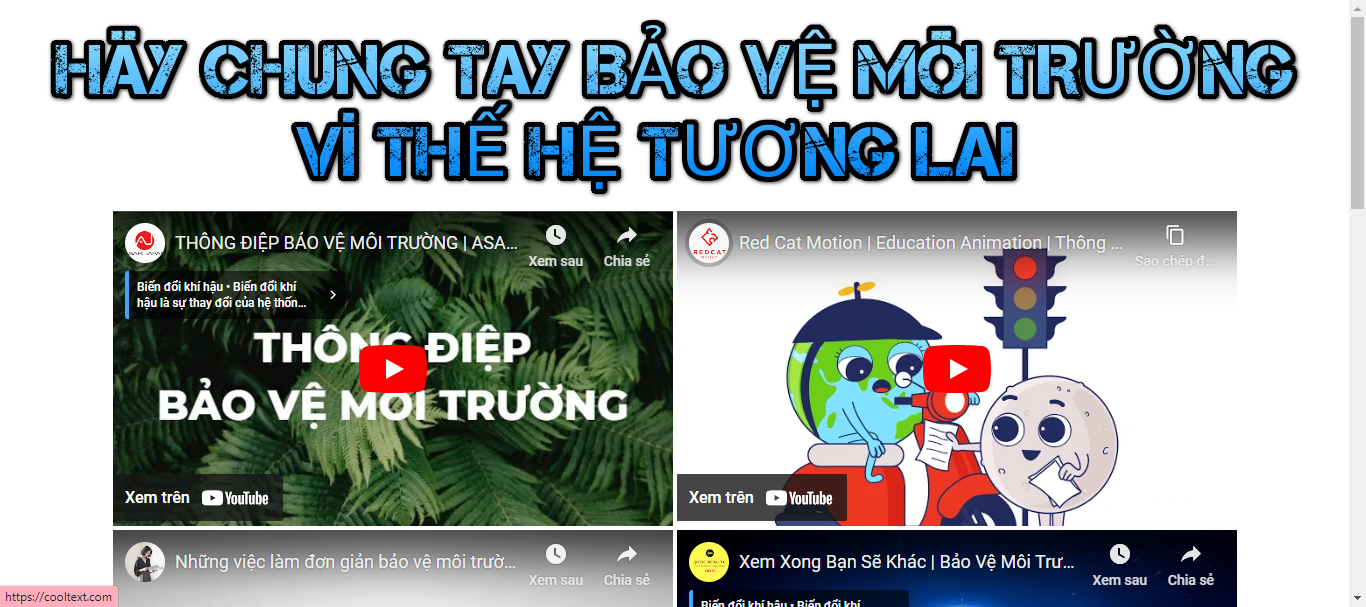 HÃY CHUNG TAY BẢO VỆ MÔI TRƯỜNG
VÌ THẾ HỆ TƯƠNG LAI
THÔNG ĐIỆP BẢO VỆ MÔI TRƯỜNG | ASA...
Xem sau
Chia sẻ
Biến đổi khí hậu • Biến đổi khí
hậu là sự thay đổi của hệ thốn...
THÔNG ĐIỆP
BẢO VỆ MÔI TRƯỜNG
Xem trên YouTube
Red Cat Motion | Education Animation | Thông ...
REDCAT
Sao chép đ...
Xem trên YouTube
Những việc làm đơn giản bảo vệ môi trườ...
Xem sau
Chia sẻ
Xem Xong Bạn Sẽ Khác | Bảo Vệ Môi Trư...
Xem sau
Chia sẻ
Biến đổi khí hậu • Biến đổi khí
https://cooltext.com